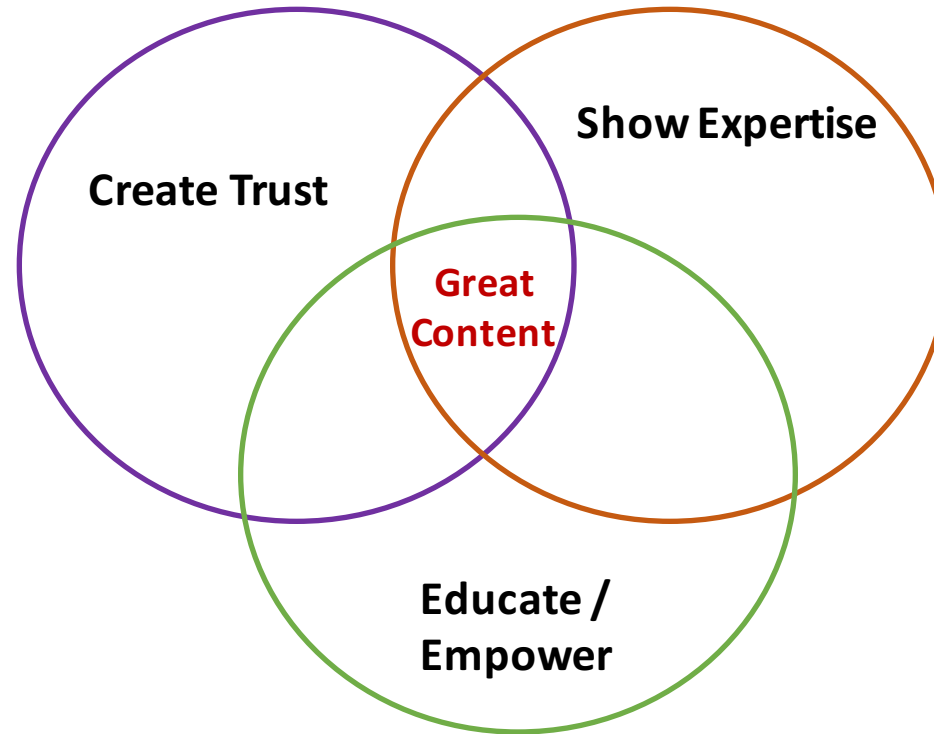 Show Expertise
Create Trust
Great
Content
Educate /
Empower